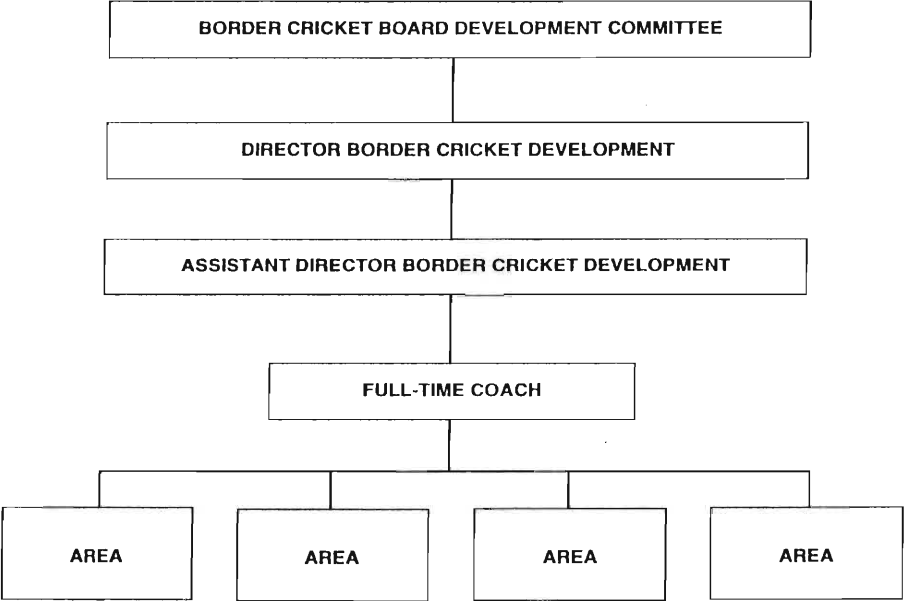 BORDER CRICKET BOARD DEVELOPMENT COMMITTEE
DIRECTOR BORDER CRICKET DEVELOPMENT
ASSISTANT DIRECTOR BORDER CRICKET DEVELOPMENT
FULL-TIME COACH
AREA AREA AREA AREA